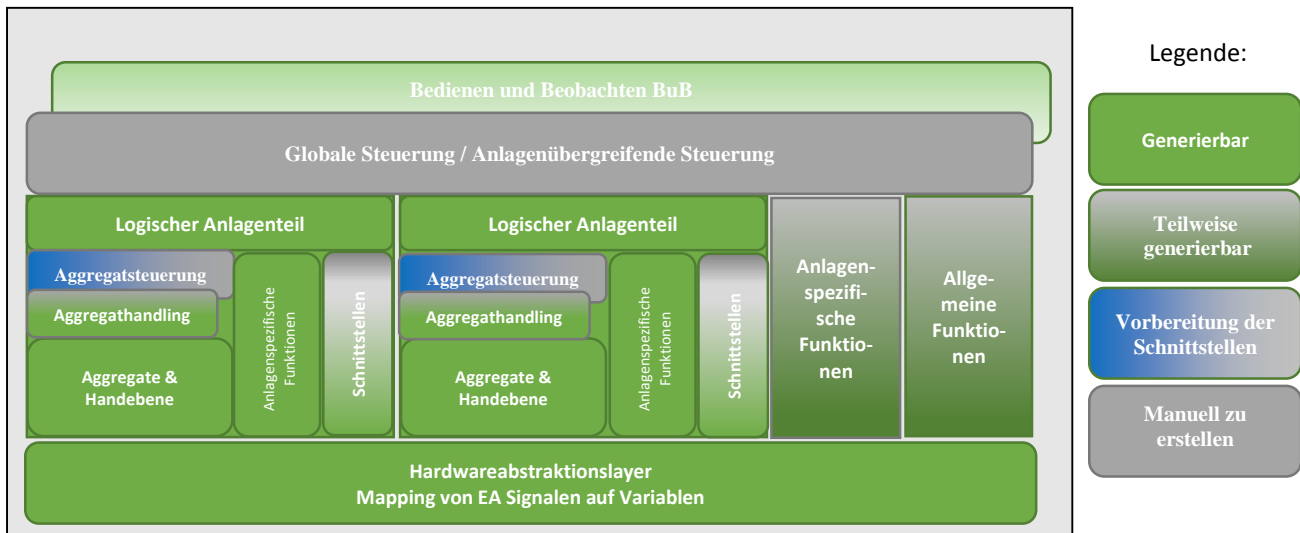 Legende:
Bedienen und Beobachten BuB
Globale Steuerung / Anlagenübergreifende Steuerung
Logischer Anlagenteil
Aggregatsteuerung
Aggregathandling
Aggregate &
Handebene
Anlagenspezifische
Funktionen
Schnittstellen
Logischer Anlagenteil
Aggregatsteuerung
Aggregathandling
Aggregate &
Handebene
Anlagenspezifische
Funktionen
Schnittstellen
Anlagen-
spezifi-
sche
Funktio-
nen
Allge-
meine
Funktio-
nen
Hardwareabstraktionslayer
Mapping von EA Signalen auf Variablen
Generierbar
Teilweise
generierbar
Vorbereitung der
Schnittstellen
Manuell zu
erstellen